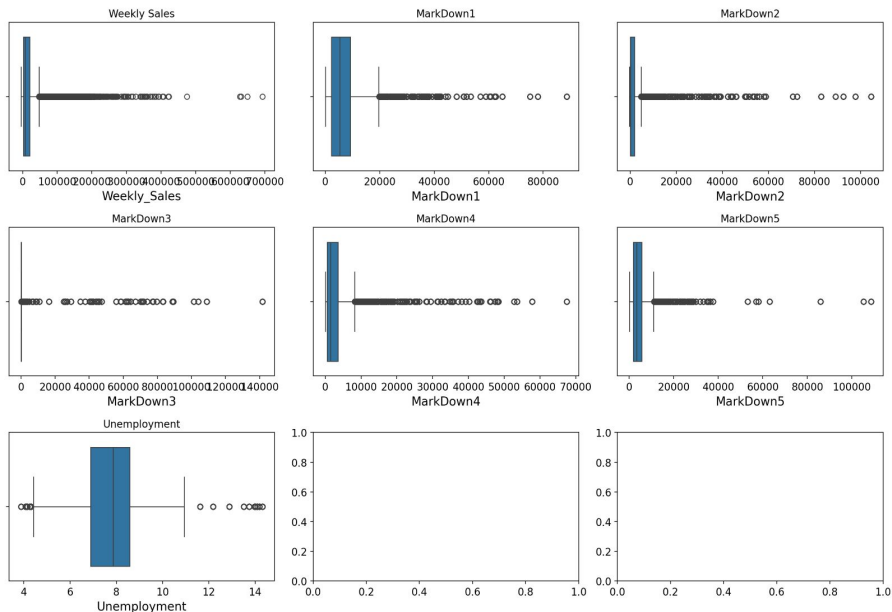 Weekly Sales
MarkDown1
MarkDown2
0 100000 200000 300000 400000 500000 600000 700000
0 20000 40000 60000 80000
0 20000 40000 60000 80000 100000
Weekly_Sales
MarkDown1
MarkDown2
MarkDown3
MarkDown4
MarkDown5
0 20000 40000 60000 80000 100000 120000 140000
0 10000 20000 30000 40000 50000 60000 70000
0 20000 40000 60000 80000 100000
MarkDown3
MarkDown4
MarkDown5
Unemployment
1.0
0.8
0.6
0.4
0.2
0.0
1.0
0.8
0.6
0.4
0.2
0.0
4 6 8 10 12 14
0.0 0.2 0.4 0.6 0.8 1.0
0.0 0.2 0.4 0.6 0.8 1.0
Unemployment